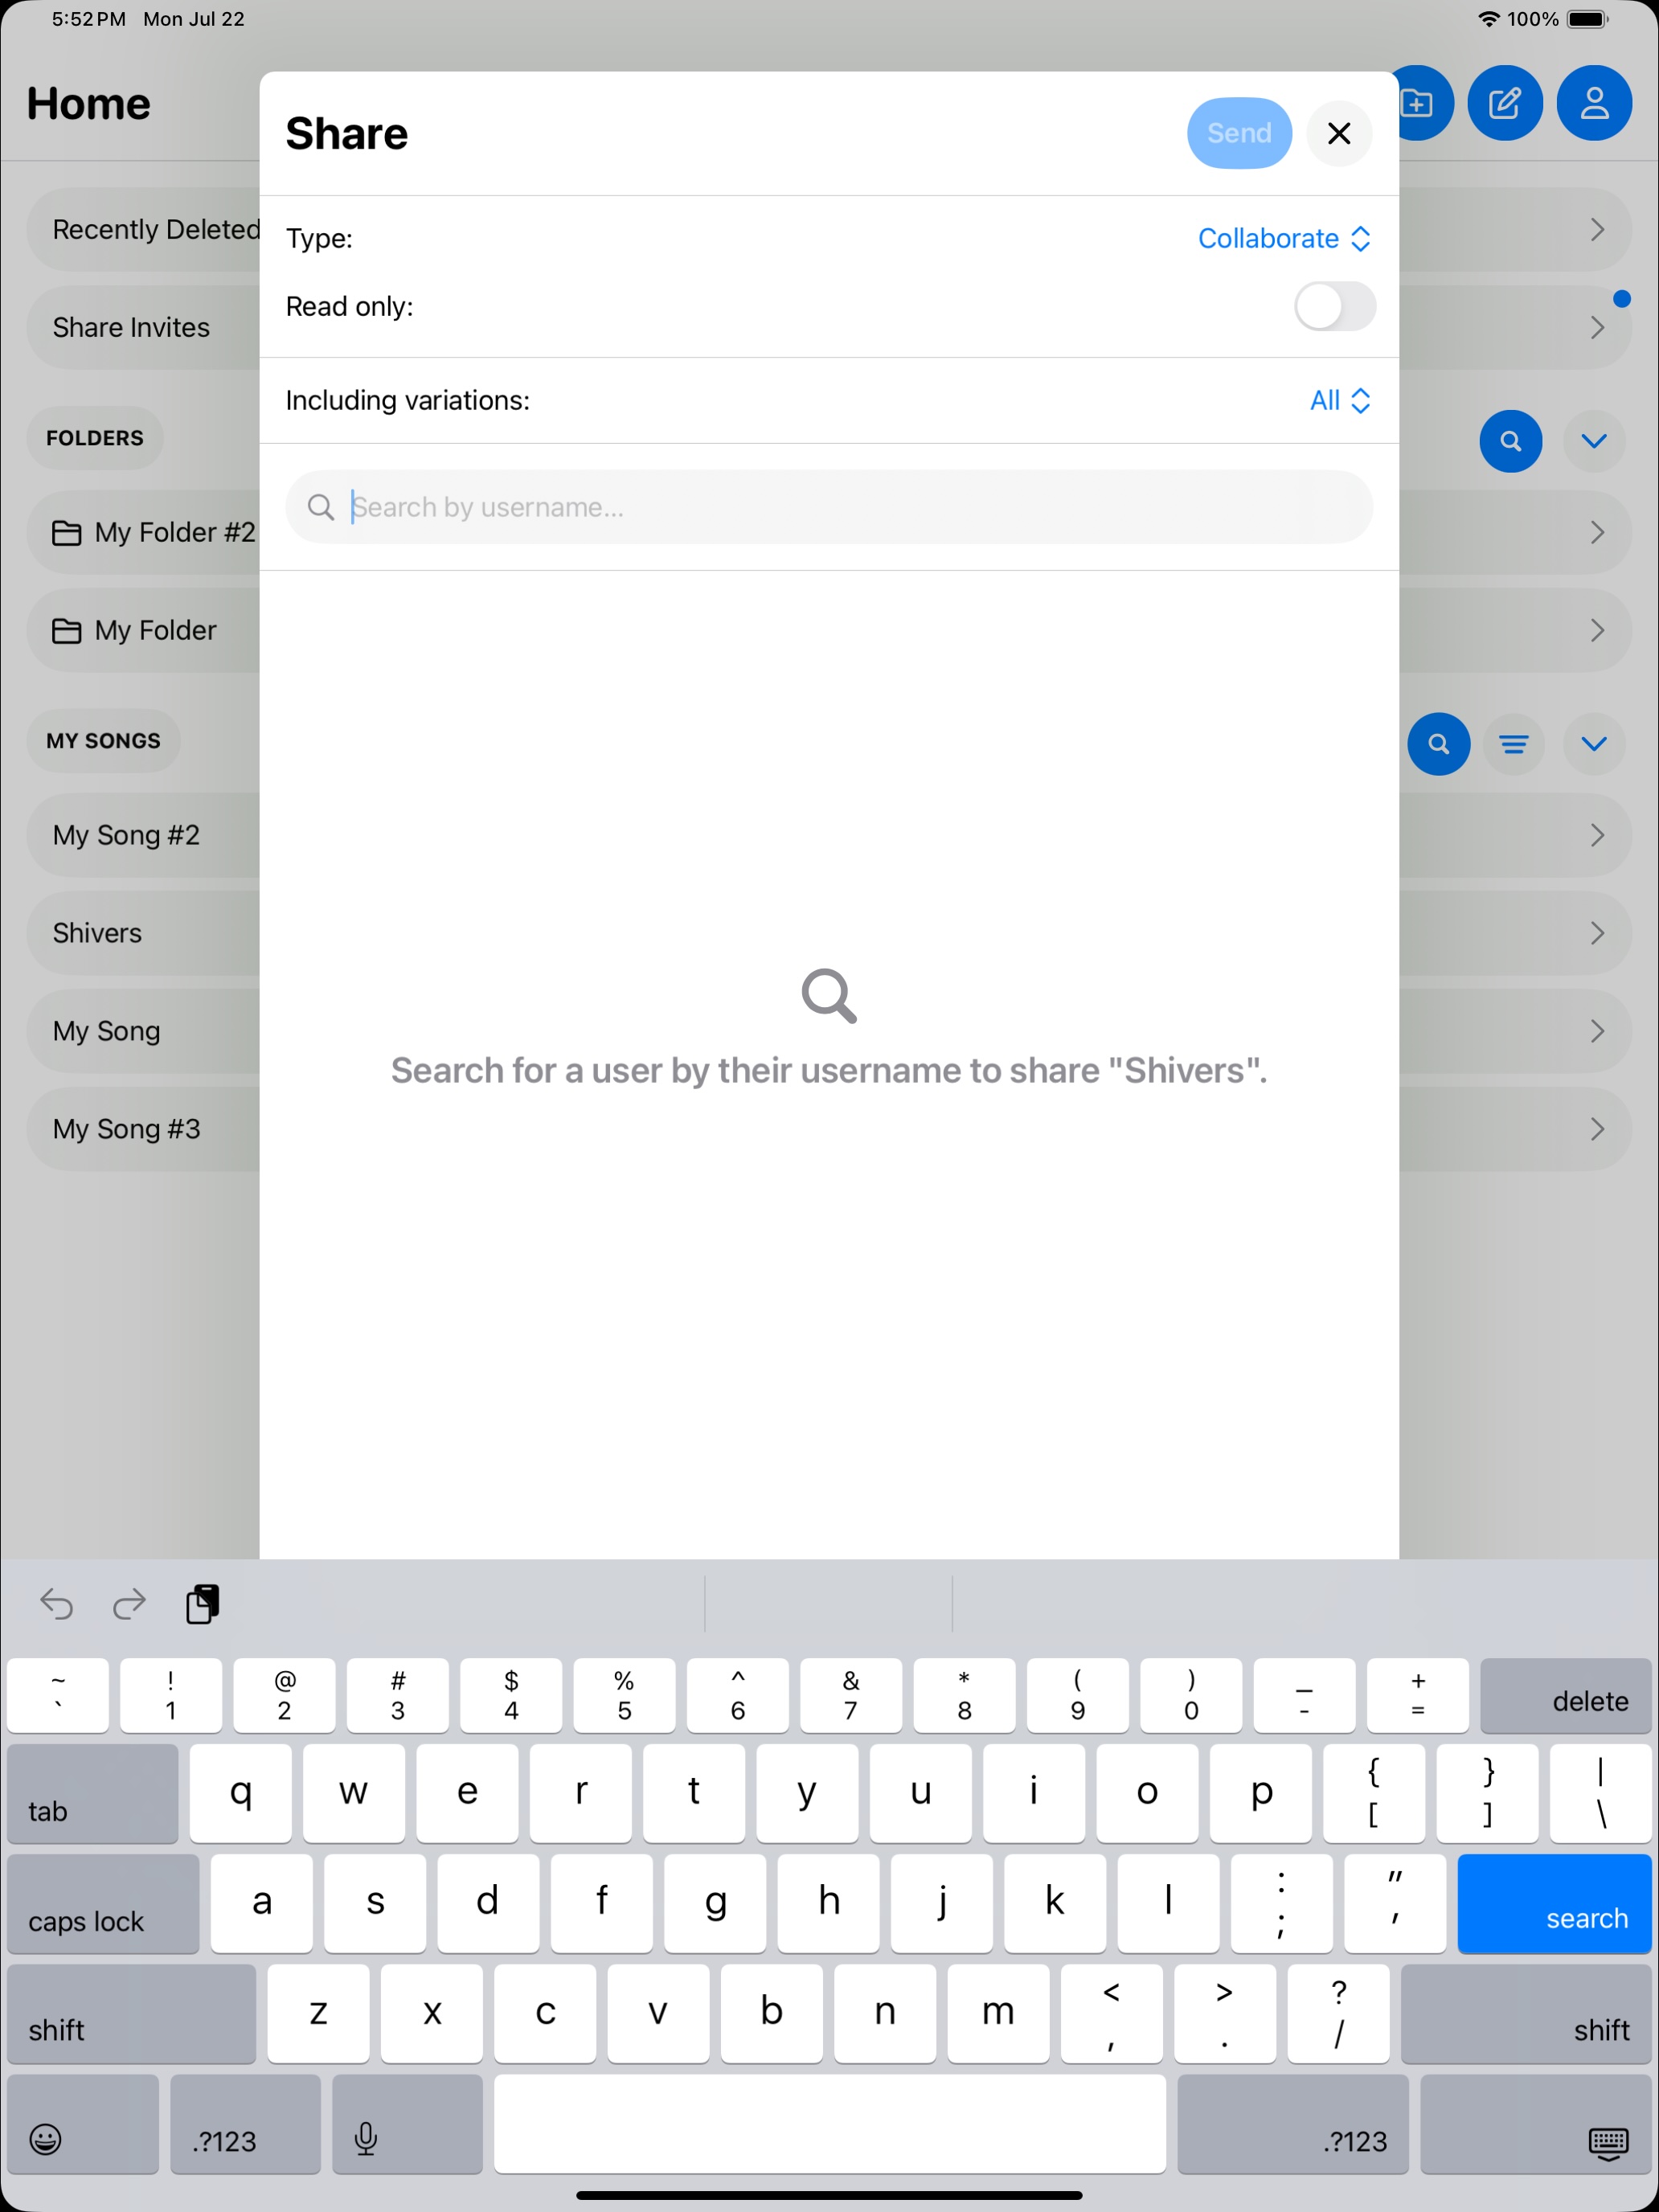 5:52 PM Mon Jul 22
100%
Home
Share
Send
Recently Deleted
Type:
Collaborate
Share Invites
Read only:
Including variations:
All
FOLDERS
Search by username...
My Folder #2
My Folder
MY SONGS
My Song #2
Shivers
My Song
Search for a user by their username to share "Shivers".
My Song #3
~ ! @ # $ % ^ & * ( ) _ +
` 1 2 3 4 5 6 7 8 9 0 - = delete
tab q w e r t y u i o p { [ } ] | \
caps lock a s d f g h j k l : ; " ' search
shift z x c v b n m < , > . ? / shift
.?123 .?123